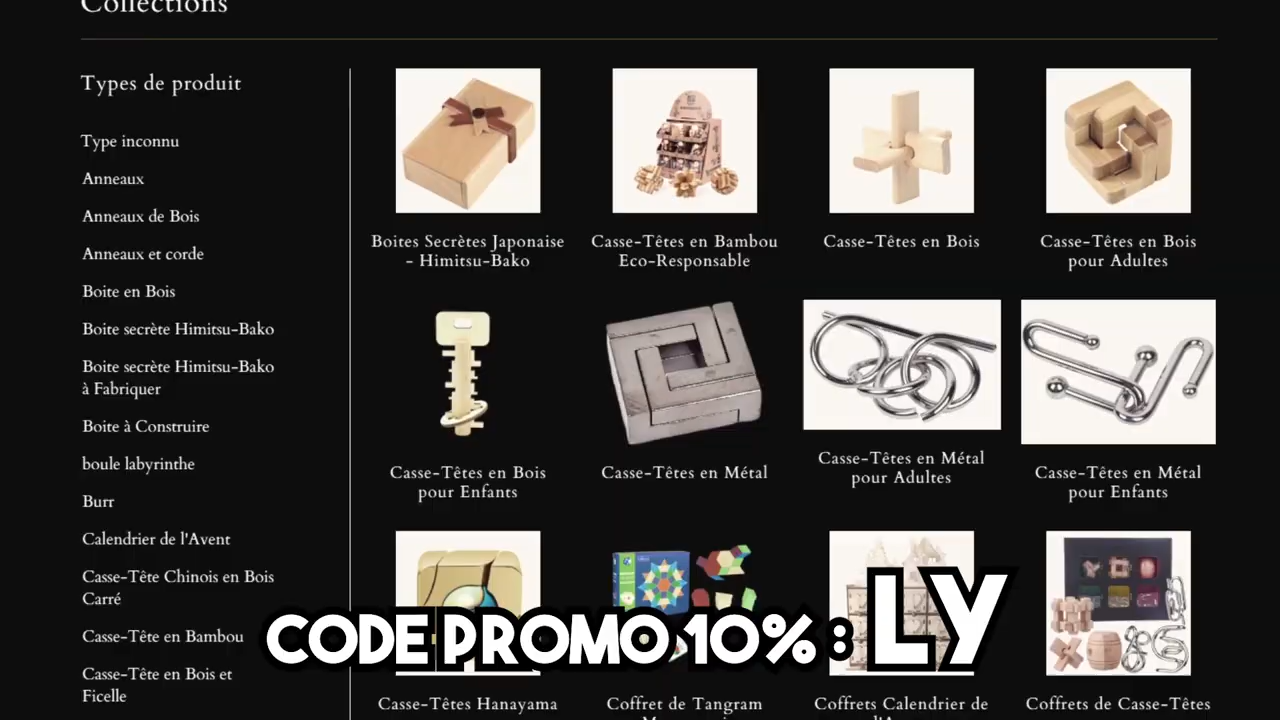 Collections
Types de produit
Type inconnu
Anneaux
Anneaux de Bois
Anneaux et corde
Boite en Bois
Boite secrète Himitsu-Bako
Boite secrète Himitsu-Bako
à Fabriquer
Boite à Construire
boule labyrinthe
Burr
Calendrier de l'Avent
Casse-Tête Chinois en Bois
Carré
Casse-Tête en Bambou
Casse-Tête en Bois et
Ficelle
Boites Secrètes Japonaise
- Himitsu-Bako
Casse-Têtes en Bambou
Eco-Responsable
Casse-Têtes en Bois
Casse-Têtes en Bois
pour Adultes
Casse-Têtes en Bois
pour Enfants
Casse-Têtes en Métal
Casse-Têtes en Métal
pour Adultes
Casse-Têtes en Métal
pour Enfants
Casse-Têtes Hanayama
Coffret de Tangram
Coffrets Calendrier de
l'Avent
Coffrets de Casse-Têtes
CODE PROMO 10% : LY